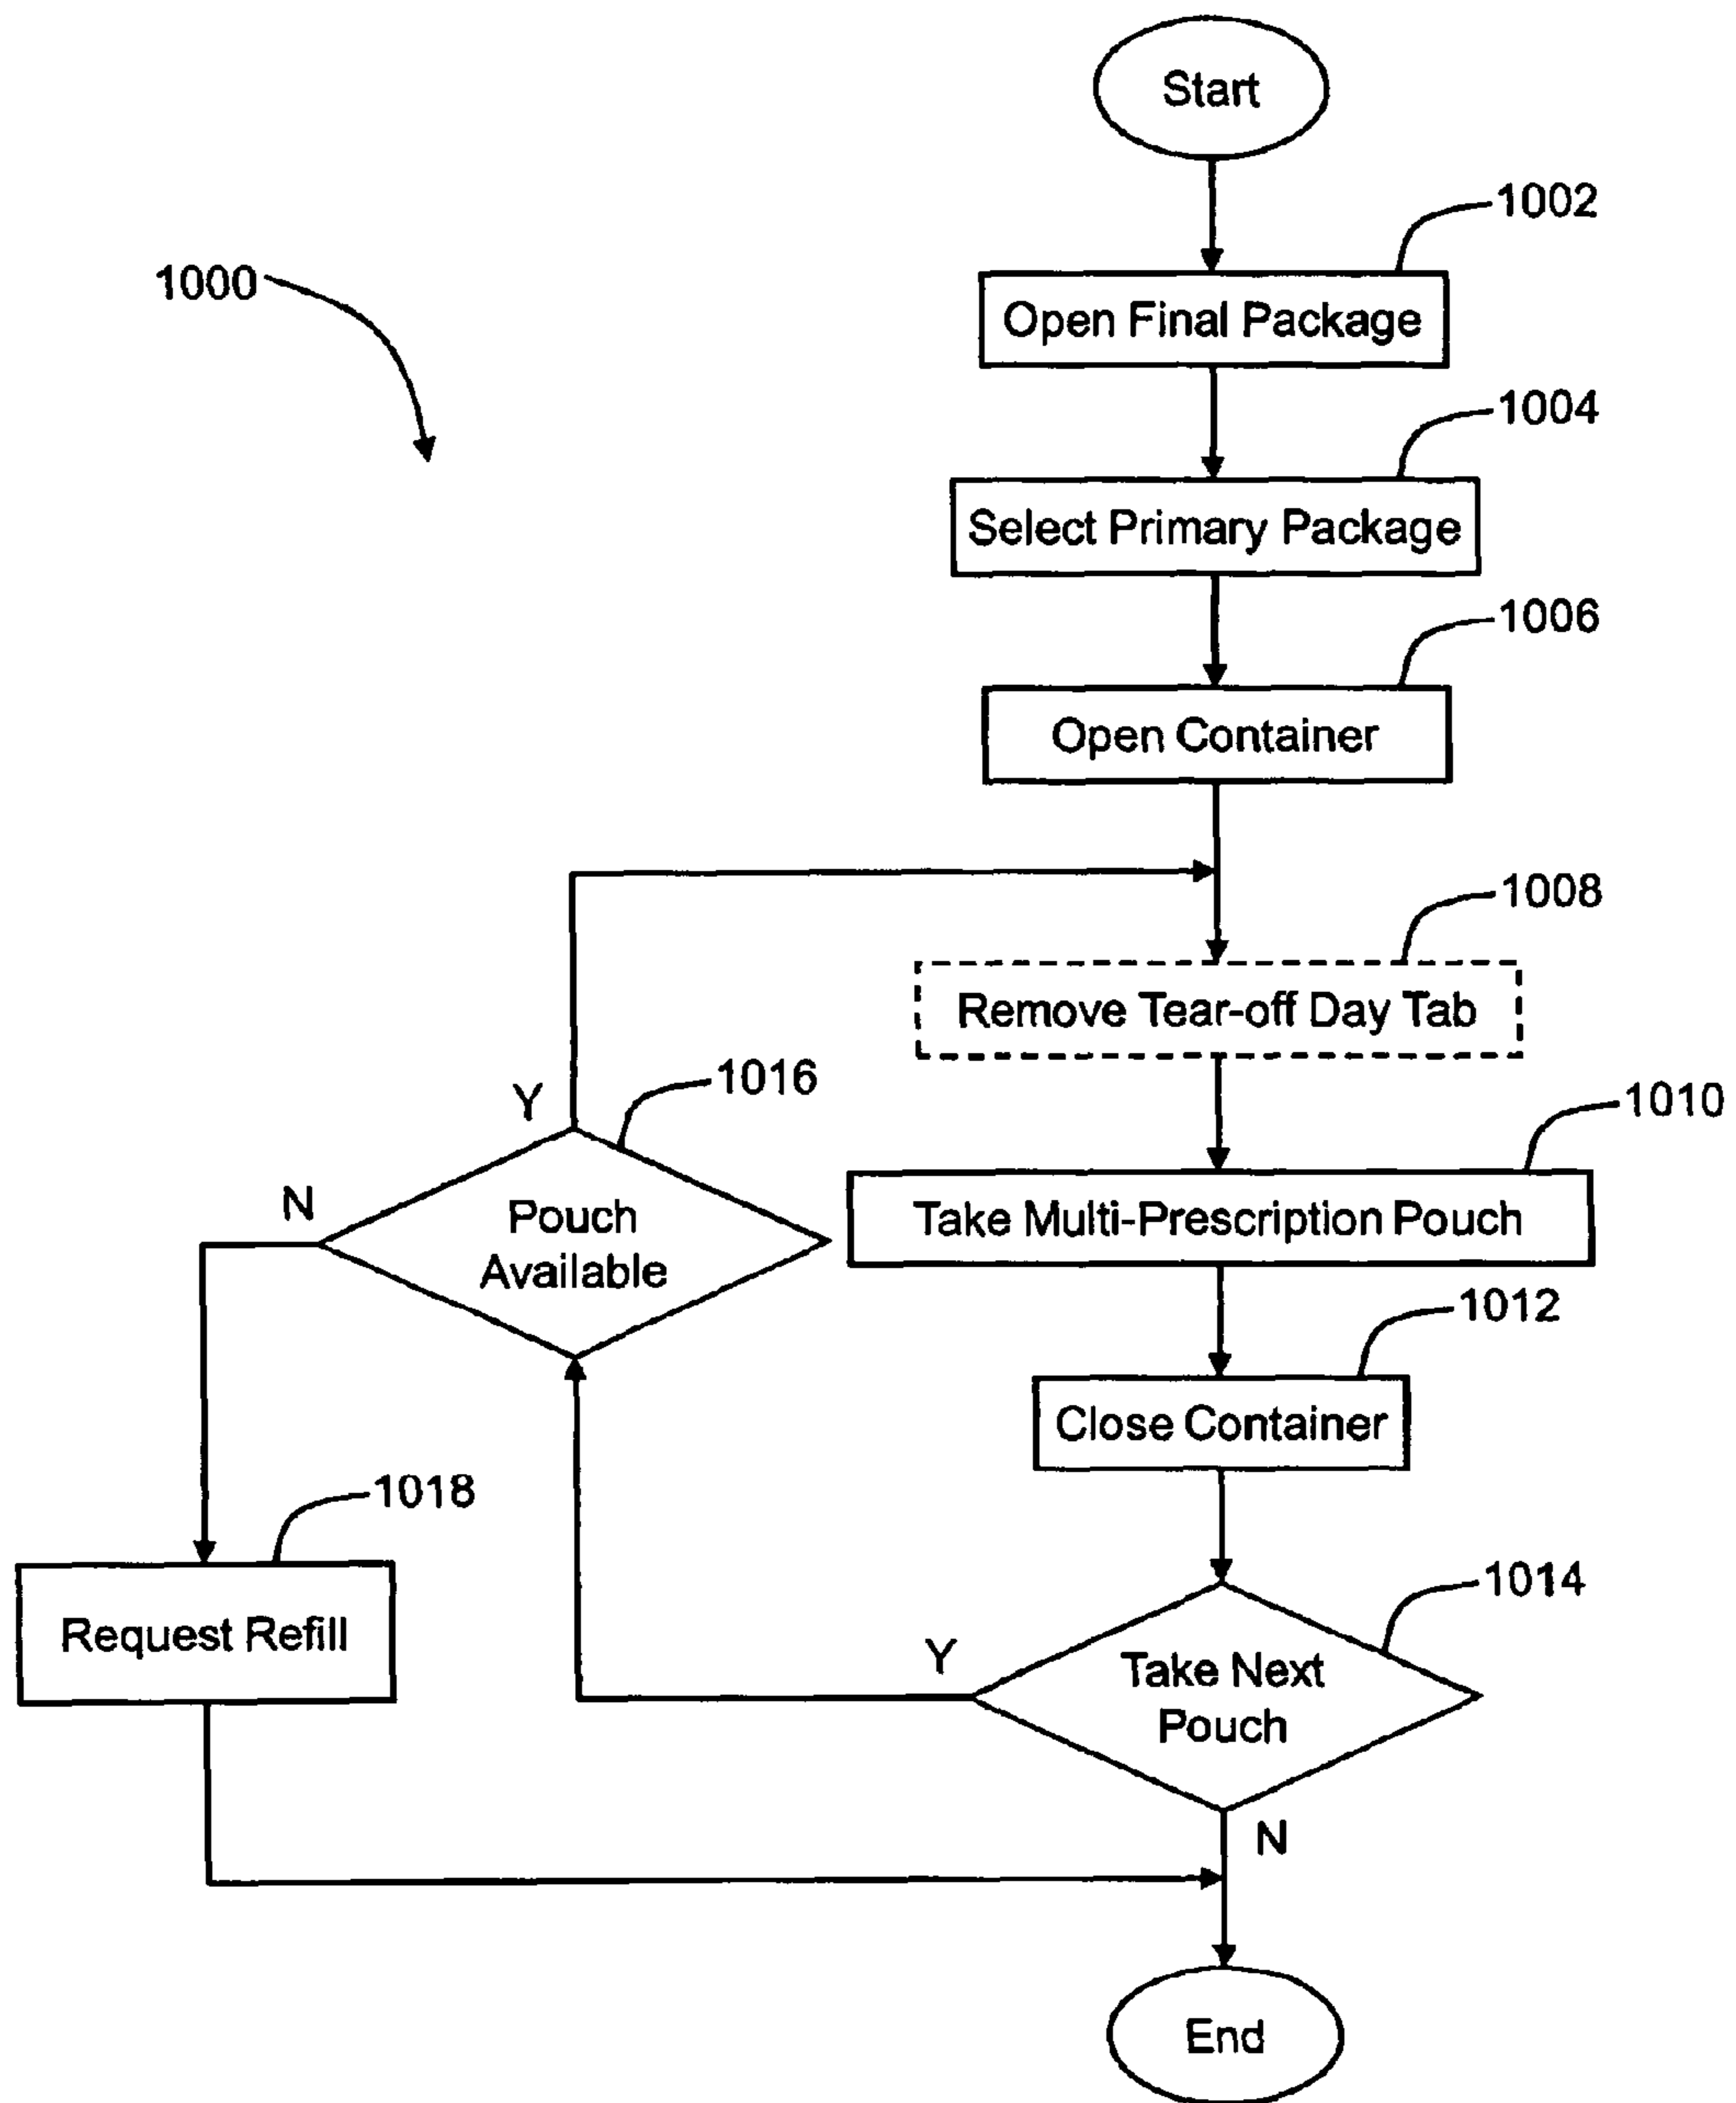 Start
1002
1000
Open Final Package
1004
Select Primary Package
1006
Open Container
1008
Remove Tear-off Day Tab
1016
Y
1010
N
Pouch
Available
Take Multi-Prescription Pouch
1012
Close Container
1018
1014
Request Refill
Y
Take Next
Pouch
N
End